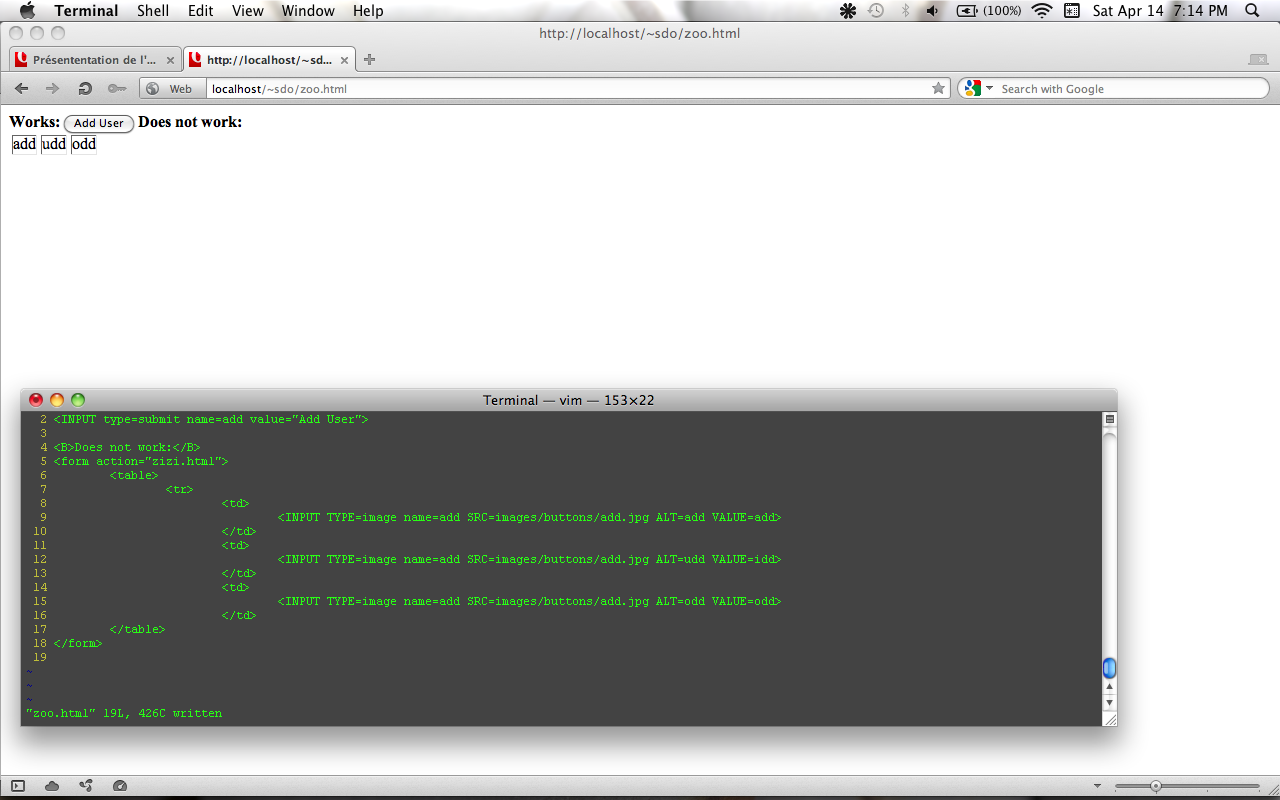 Terminal Shell Edit View Window Help (100%) Sat Apr 14 7:14 PM
http://localhost/~sdo/zoo.html
Présentation de l'... http://localhost/~sd...
Web localhost/~sdo/zoo.html Search with Google
Works: Add User Does not work:
add udd odd
Terminal — vim — 153×22
2 <INPUT type=submit name=add value="Add User">
3
4 <B>Does not work:</B>
5 <form action="zizi.html">
6 <table>
7 <tr>
8 <td>
9 <INPUT TYPE=image name=add SRC=images/buttons/add.jpg ALT=add VALUE=add>
10 </td>
11 <td>
12 <INPUT TYPE=image name=add SRC=images/buttons/add.jpg ALT=udd VALUE=idd>
13 </td>
14 <td>
15 <INPUT TYPE=image name=add SRC=images/buttons/add.jpg ALT=odd VALUE=odd>
16 </td>
17 </table>
18 </form>
19
~
~
~
"zoo.html" 19L, 426C written